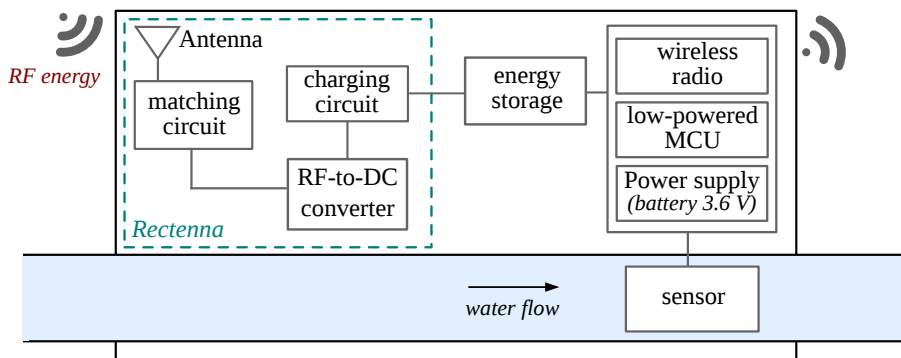 RF energy
Antenna
matching
circuit
charging
circuit
RF-to-DC
converter
Rectenna
energy
storage
wireless
radio
low-powered
MCU
Power supply
(battery 3.6 V)
water flow
sensor